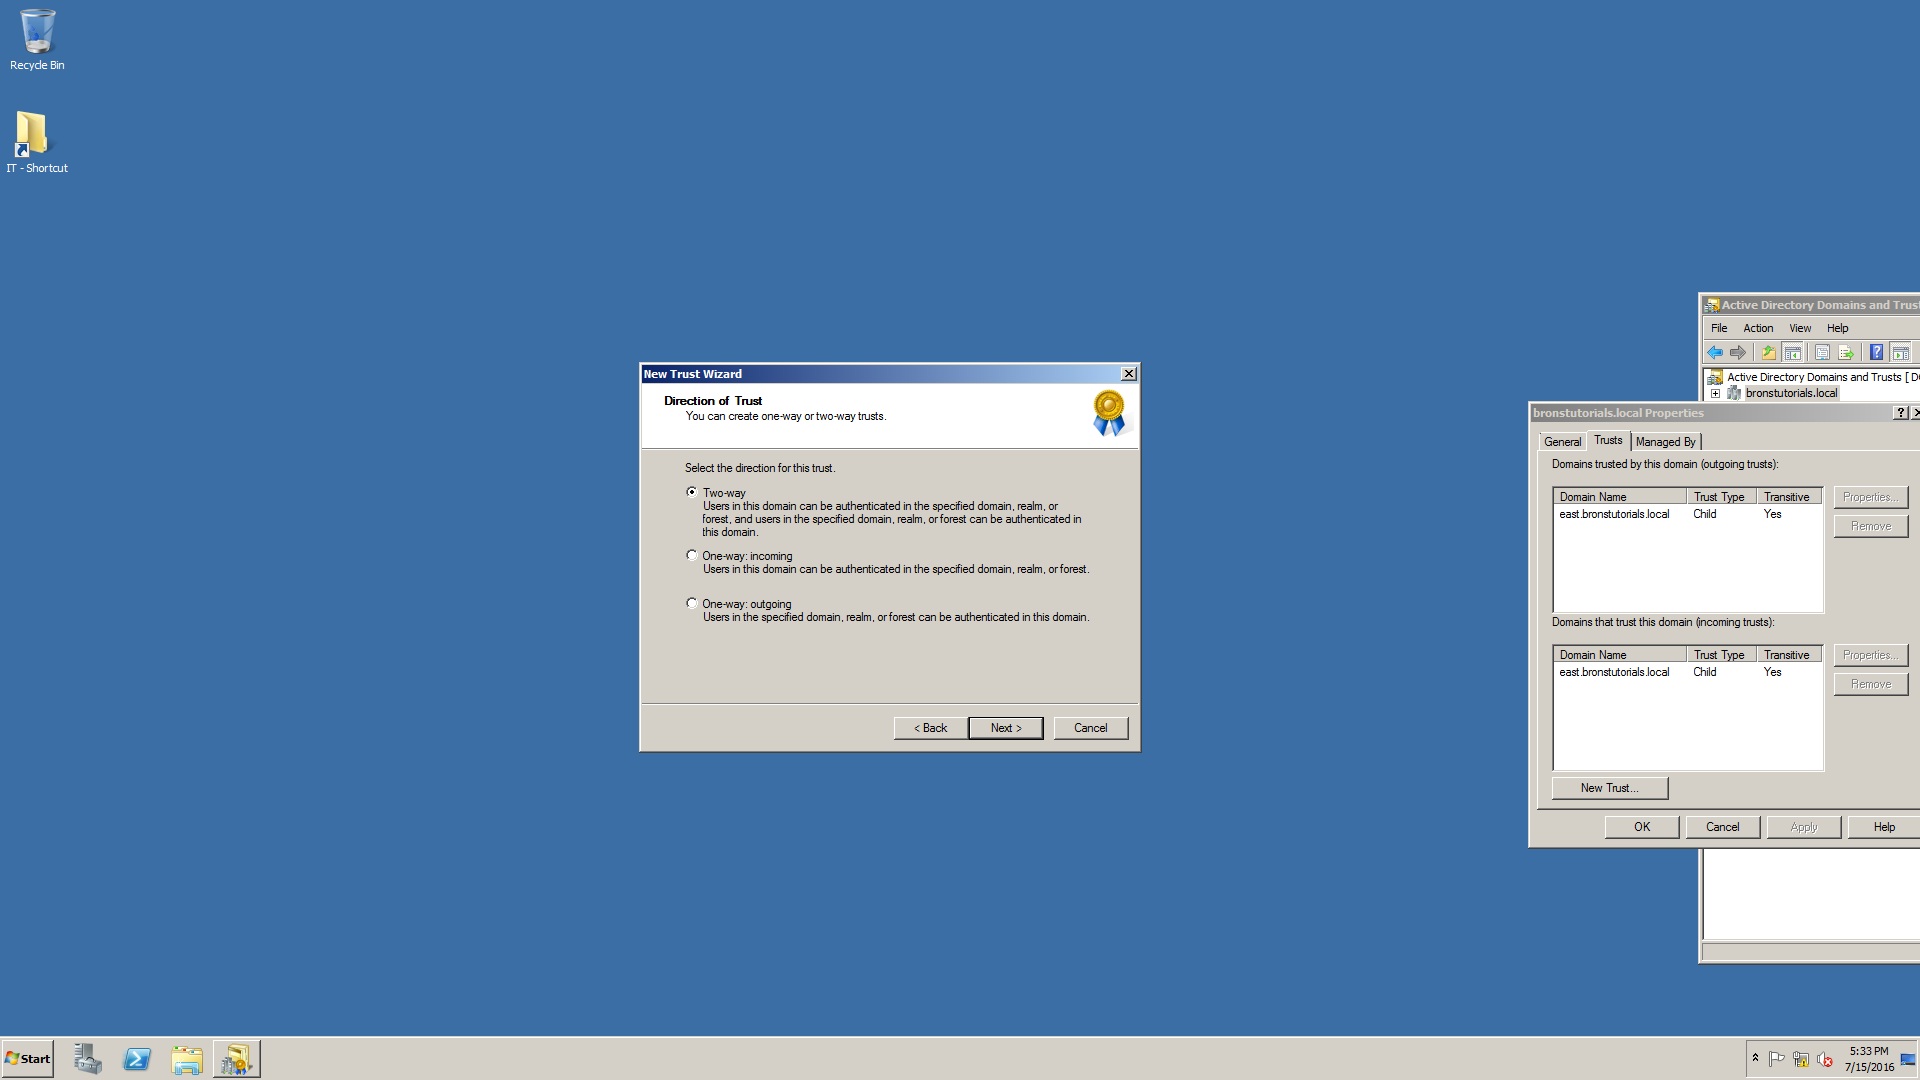 Recycle Bin
IT - Shortcut
New Trust Wizard
Direction of Trust
You can create one-way or two-way trusts.
Select the direction for this trust.
Two-way
Users in this domain can be authenticated in the specified domain, realm, or
forest, and users in the specified domain, realm, or forest can be authenticated in
this domain.
One-way: incoming
Users in this domain can be authenticated in the specified domain, realm, or forest.
One-way: outgoing
Users in the specified domain, realm, or forest can be authenticated in this domain.
< Back Next > Cancel
Active Directory Domains and Trust
File Action View Help
Active Directory Domains and Trusts [ D
bronstutorials.local
bronstutorials.local Properties
General Trusts Managed By
Domains trusted by this domain (outgoing trusts):
Domain Name Trust Type Transitive Properties...
east.bronstutorials.local Child Yes
Remove
Domains that trust this domain (incoming trusts):
Domain Name Trust Type Transitive Properties...
east.bronstutorials.local Child Yes
Remove
New Trust...
OK Cancel Apply Help
Start
5:33 PM
7/15/2016